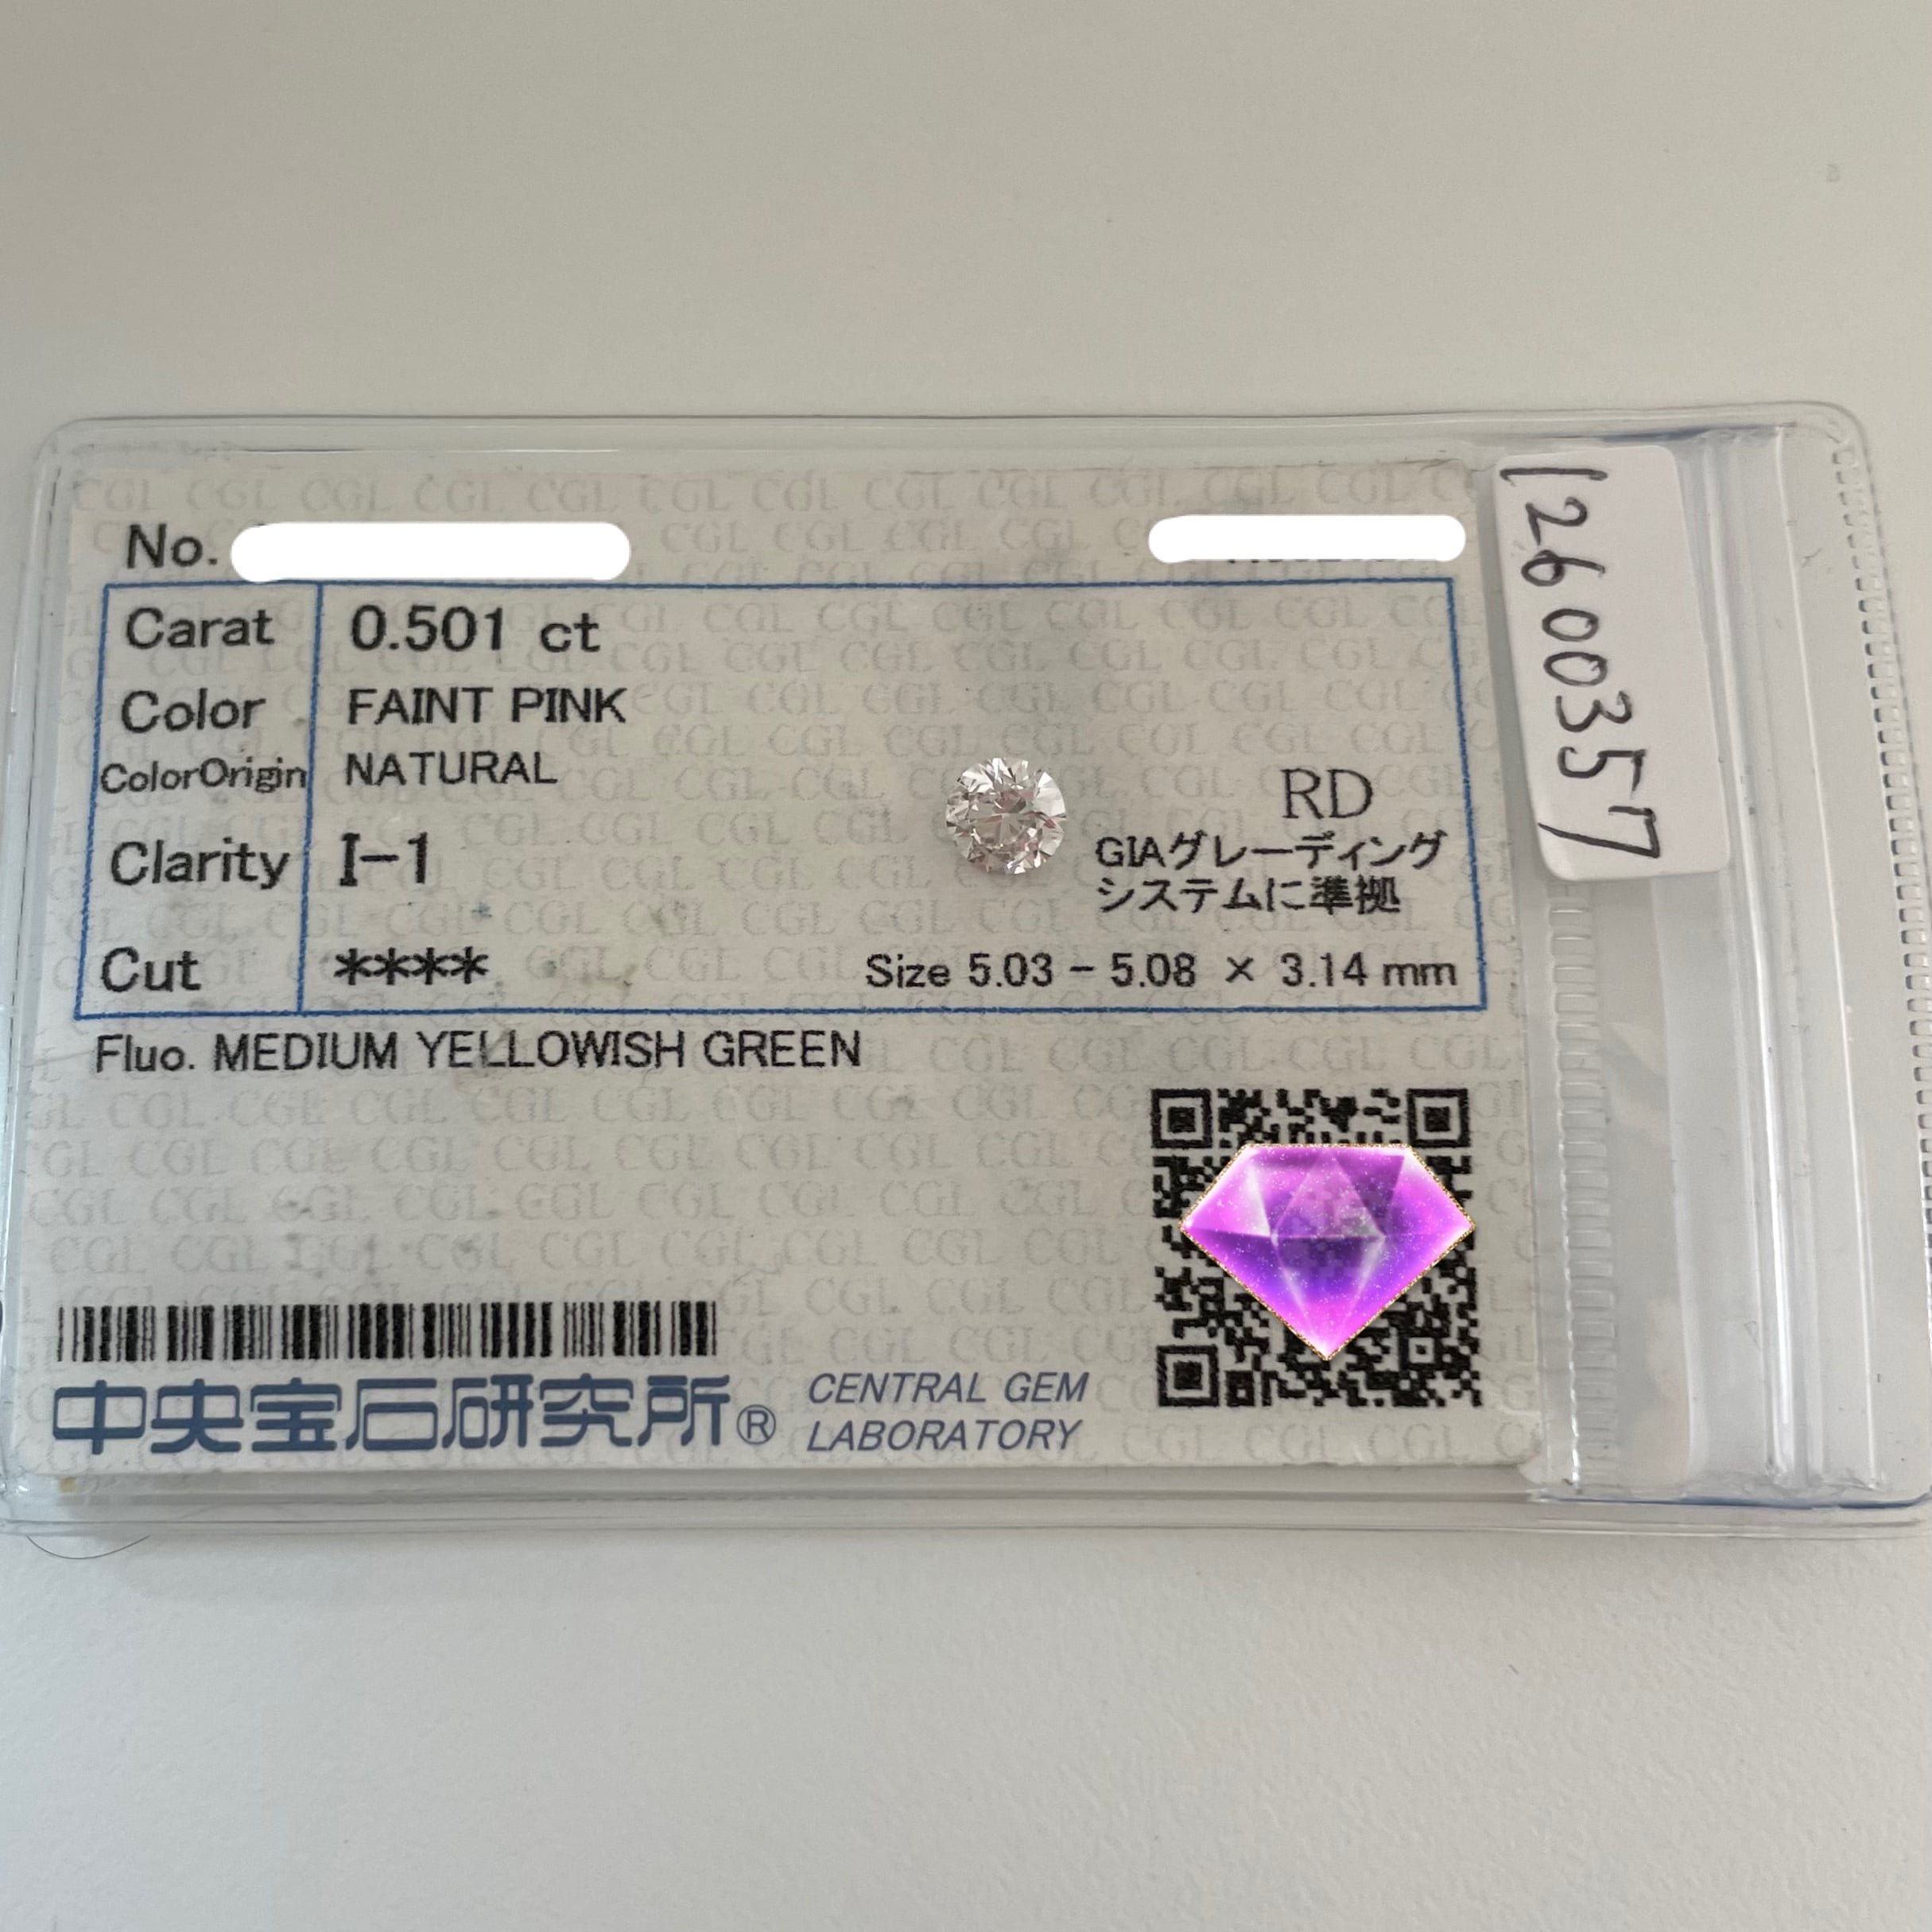 No.
Carat 0.501 ct
Color FAINT PINK
ColorOrigin NATURAL
Clarity I-1
RD
GIAグレーディング
システムに準拠
Cut ****
Size 5.03 - 5.08 × 3.14 mm
Fluo. MEDIUM YELLOWISH GREEN
中央宝石研究所®
CENTRAL GEM
LABORATORY
12600357